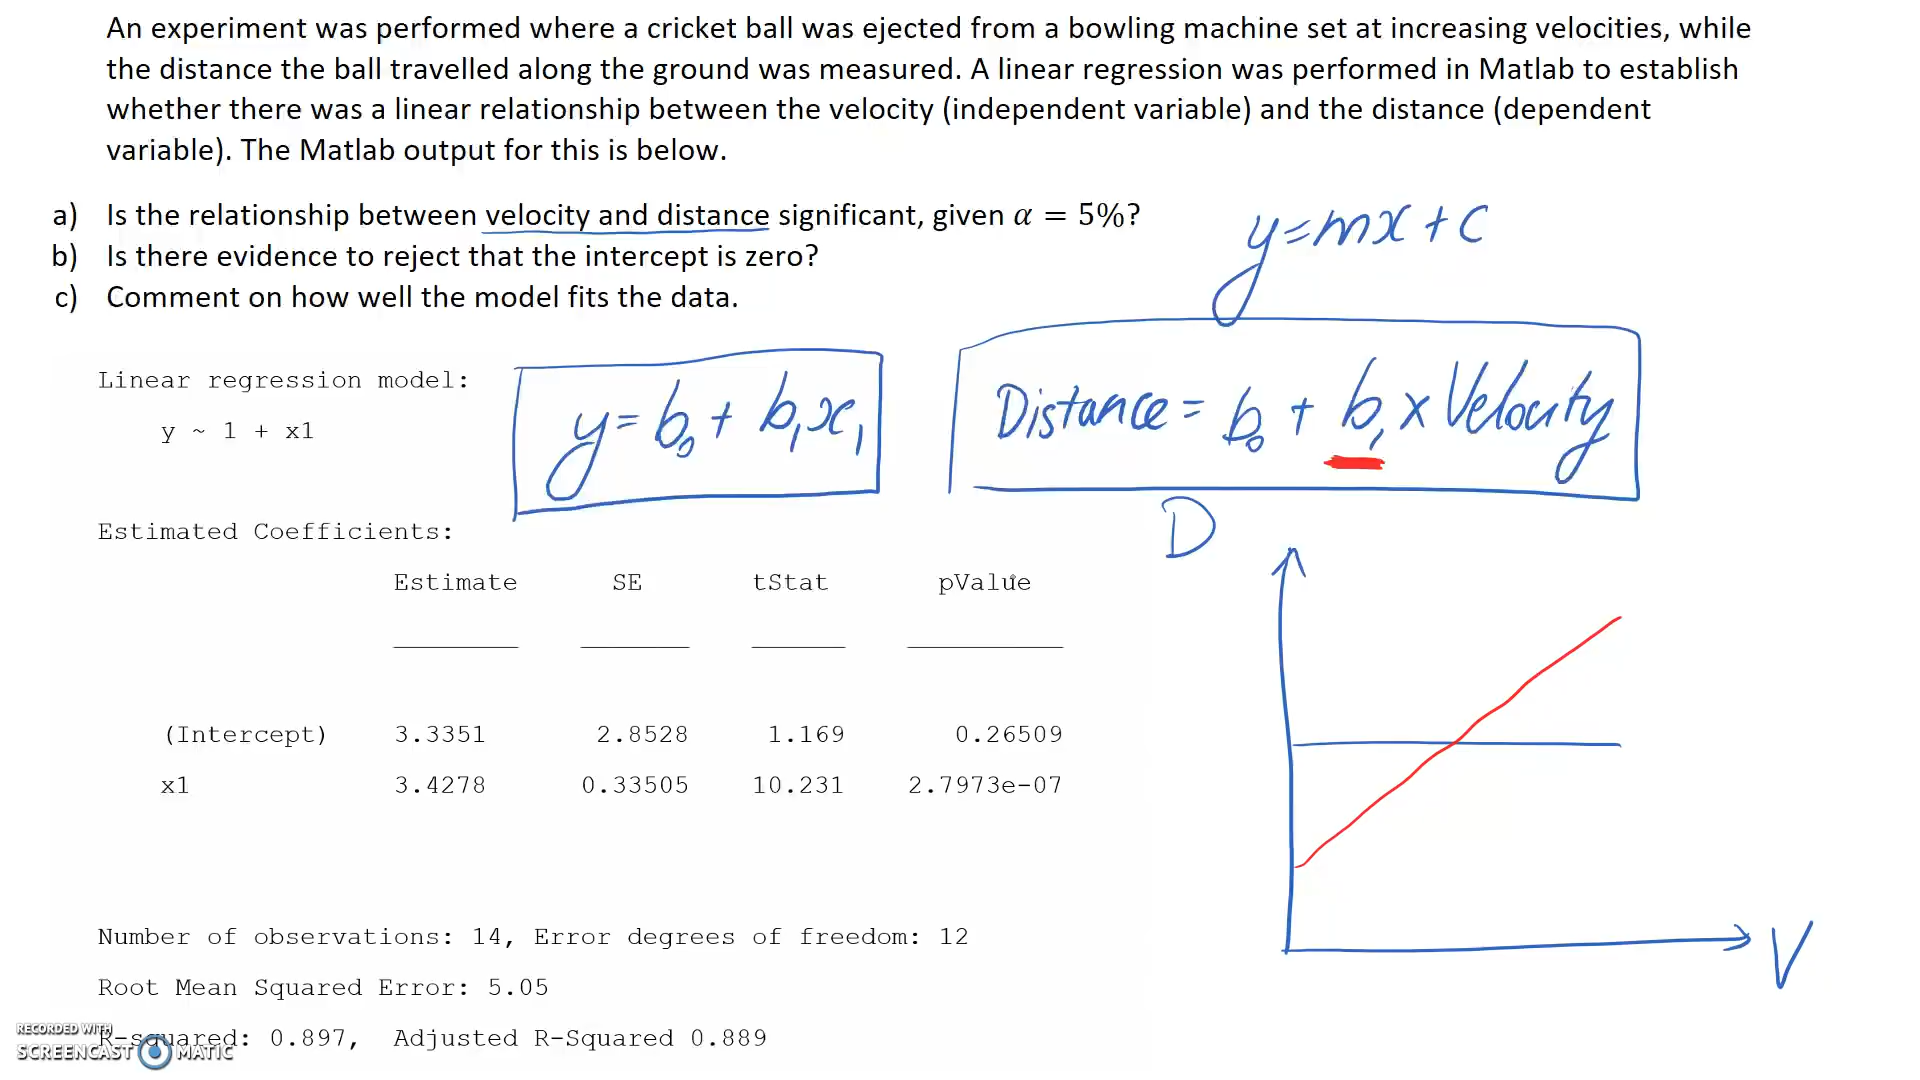 An experiment was performed where a cricket ball was ejected from a bowling machine set at increasing velocities, while
the distance the ball travelled along the ground was measured. A linear regression was performed in Matlab to establish
whether there was a linear relationship between the velocity (independent variable) and the distance (dependent
variable). The Matlab output for this is below.
a) Is the relationship between velocity and distance significant, given α = 5%?
b) Is there evidence to reject that the intercept is zero?
c) Comment on how well the model fits the data.
y = mx + c
Linear regression model:
y ~ 1 + x1
y = b₀ + b₁x₁
Distance = b₀ + b₁ x Velocity
Estimated Coefficients:
Estimate SE tStat pValue
(Intercept) 3.3351 2.8528 1.169 0.26509
x1 3.4278 0.33505 10.231 2.7973e-07
D
V
Number of observations: 14, Error degrees of freedom: 12
Root Mean Squared Error: 5.05
R-squared: 0.897, Adjusted R-Squared 0.889
RECORDED WITH
SCREENCAST MATIC